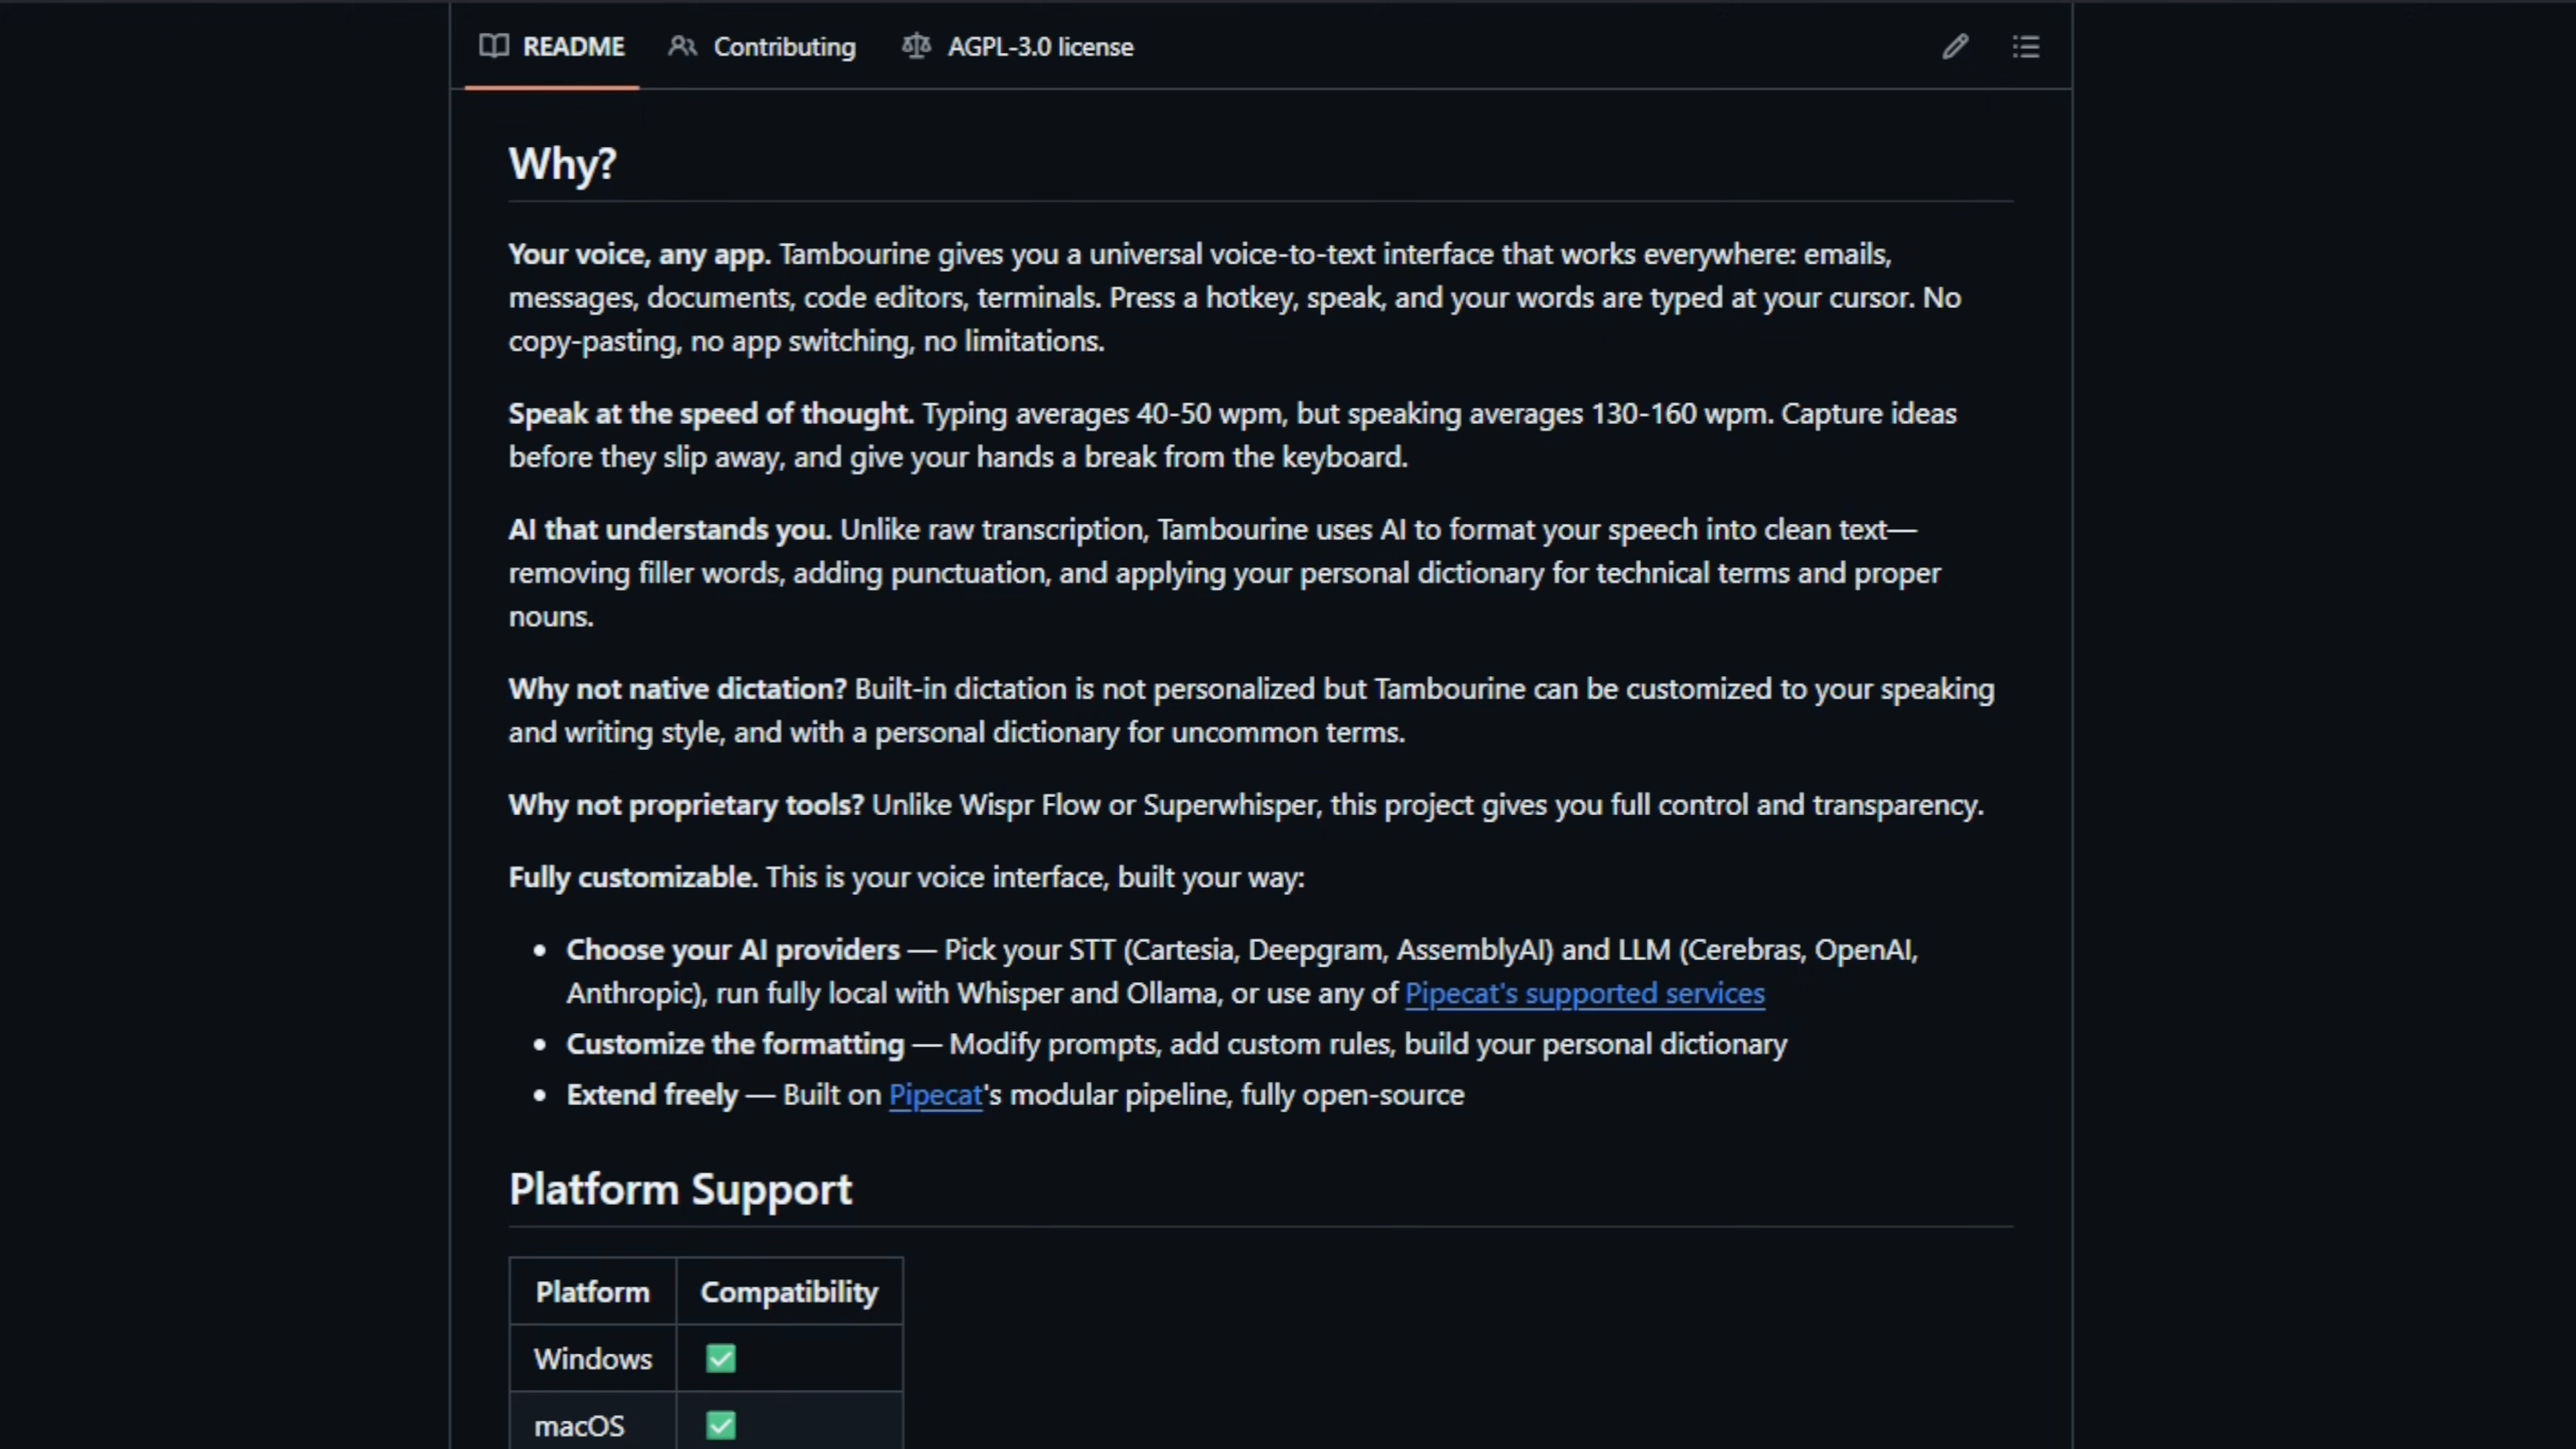 README Contributing AGPL-3.0 license
Why?
Your voice, any app. Tambourine gives you a universal voice-to-text interface that works everywhere: emails,
messages, documents, code editors, terminals. Press a hotkey, speak, and your words are typed at your cursor. No
copy-pasting, no app switching, no limitations.
Speak at the speed of thought. Typing averages 40-50 wpm, but speaking averages 130-160 wpm. Capture ideas
before they slip away, and give your hands a break from the keyboard.
AI that understands you. Unlike raw transcription, Tambourine uses AI to format your speech into clean text—
removing filler words, adding punctuation, and applying your personal dictionary for technical terms and proper
nouns.
Why not native dictation? Built-in dictation is not personalized but Tambourine can be customized to your speaking
and writing style, and with a personal dictionary for uncommon terms.
Why not proprietary tools? Unlike Wispr Flow or Superwhisper, this project gives you full control and transparency.
Fully customizable. This is your voice interface, built your way:
• Choose your AI providers — Pick your STT (Cartesia, Deepgram, AssemblyAI) and LLM (Cerebras, OpenAI,
Anthropic), run fully local with Whisper and Ollama, or use any of Pipecat's supported services
• Customize the formatting — Modify prompts, add custom rules, build your personal dictionary
• Extend freely — Built on Pipecat's modular pipeline, fully open-source
Platform Support
Platform Compatibility
Windows ✅
macOS ✅